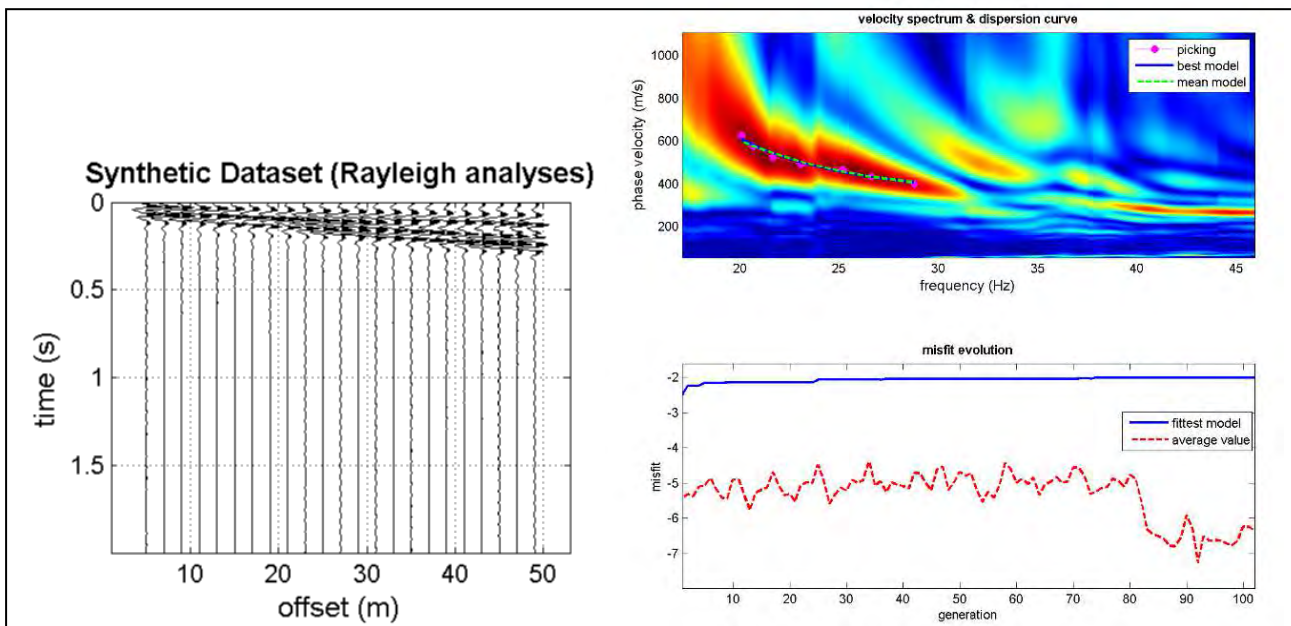 Synthetic Dataset (Rayleigh analyses)
0
0.5
1
1.5
time (s)
10 20 30 40 50
offset (m)
velocity spectrum & dispersion curve
1000
800
600
400
200
phase velocity (m/s)
picking
best model
mean model
20 25 30 35 40 45
frequency (Hz)
misfit evolution
-2
-3
-4
-5
-6
-7
misfit
fittest model
average value
10 20 30 40 50 60 70 80 90 100
generation